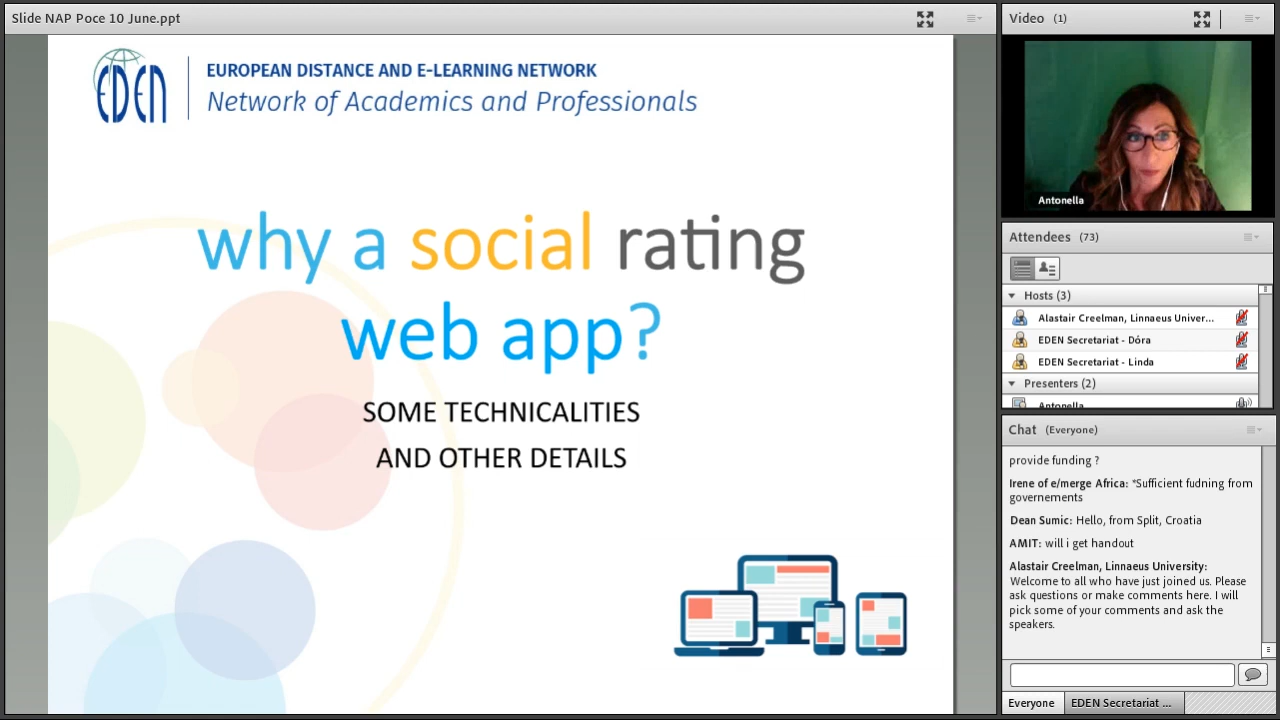 Slide NAP Poce 10 June.ppt
EDEN
EUROPEAN DISTANCE AND E-LEARNING NETWORK
Network of Academics and Professionals
why a social rating
web app?
SOME TECHNICALITIES
AND OTHER DETAILS
Video (1)
Antonella
Attendees (73)
Hosts (3)
Alastair Creelman, Linnaeus Univer...
EDEN Secretariat - Dóra
EDEN Secretariat - Linda
Presenters (2)
Antonella
Chat (Everyone)
provide funding ?
Irene of e/merge Africa: *Sufficient fudning from
governements
Dean Sumic: Hello, from Split, Croatia
AMIT: will i get handout
Alastair Creelman, Linnaeus University:
Welcome to all who have just joined us. Please
ask questions or make comments here. I will
pick some of your comments and ask the
speakers.
Everyone
EDEN Secretariat ...